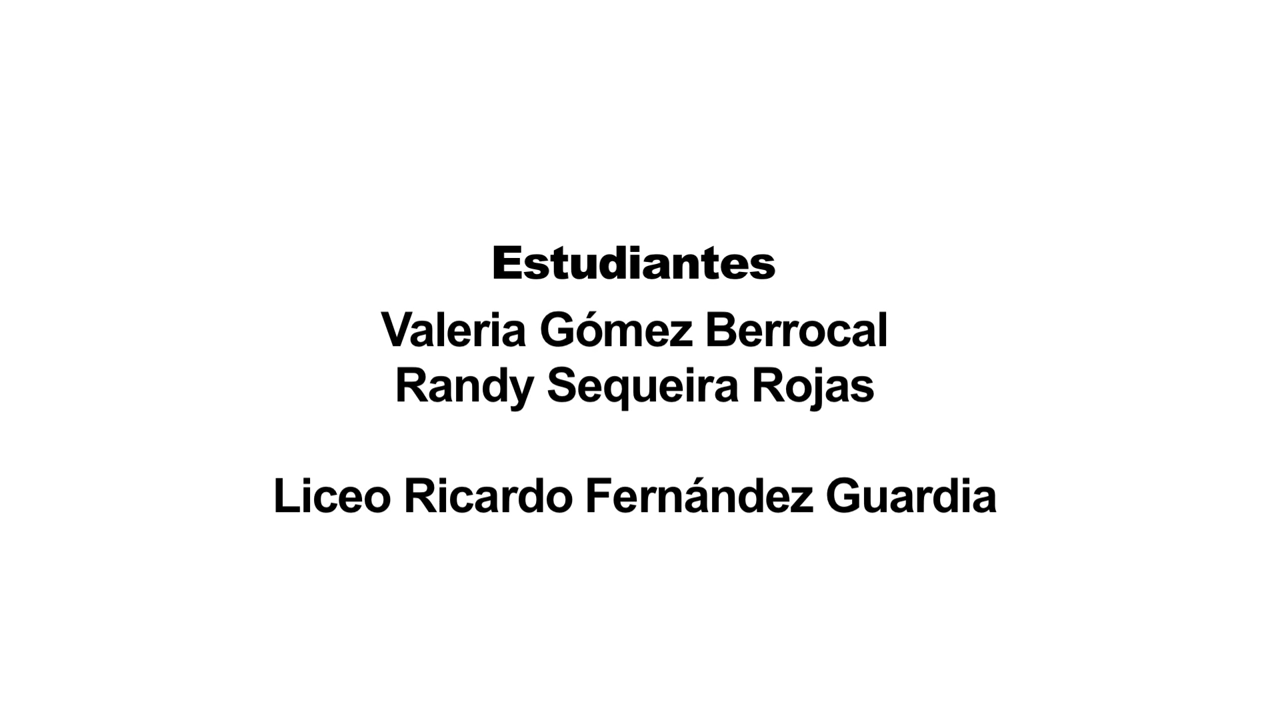 Estudiantes
Valeria Gómez Berrocal
Randy Sequeira Rojas
Liceo Ricardo Fernández Guardia